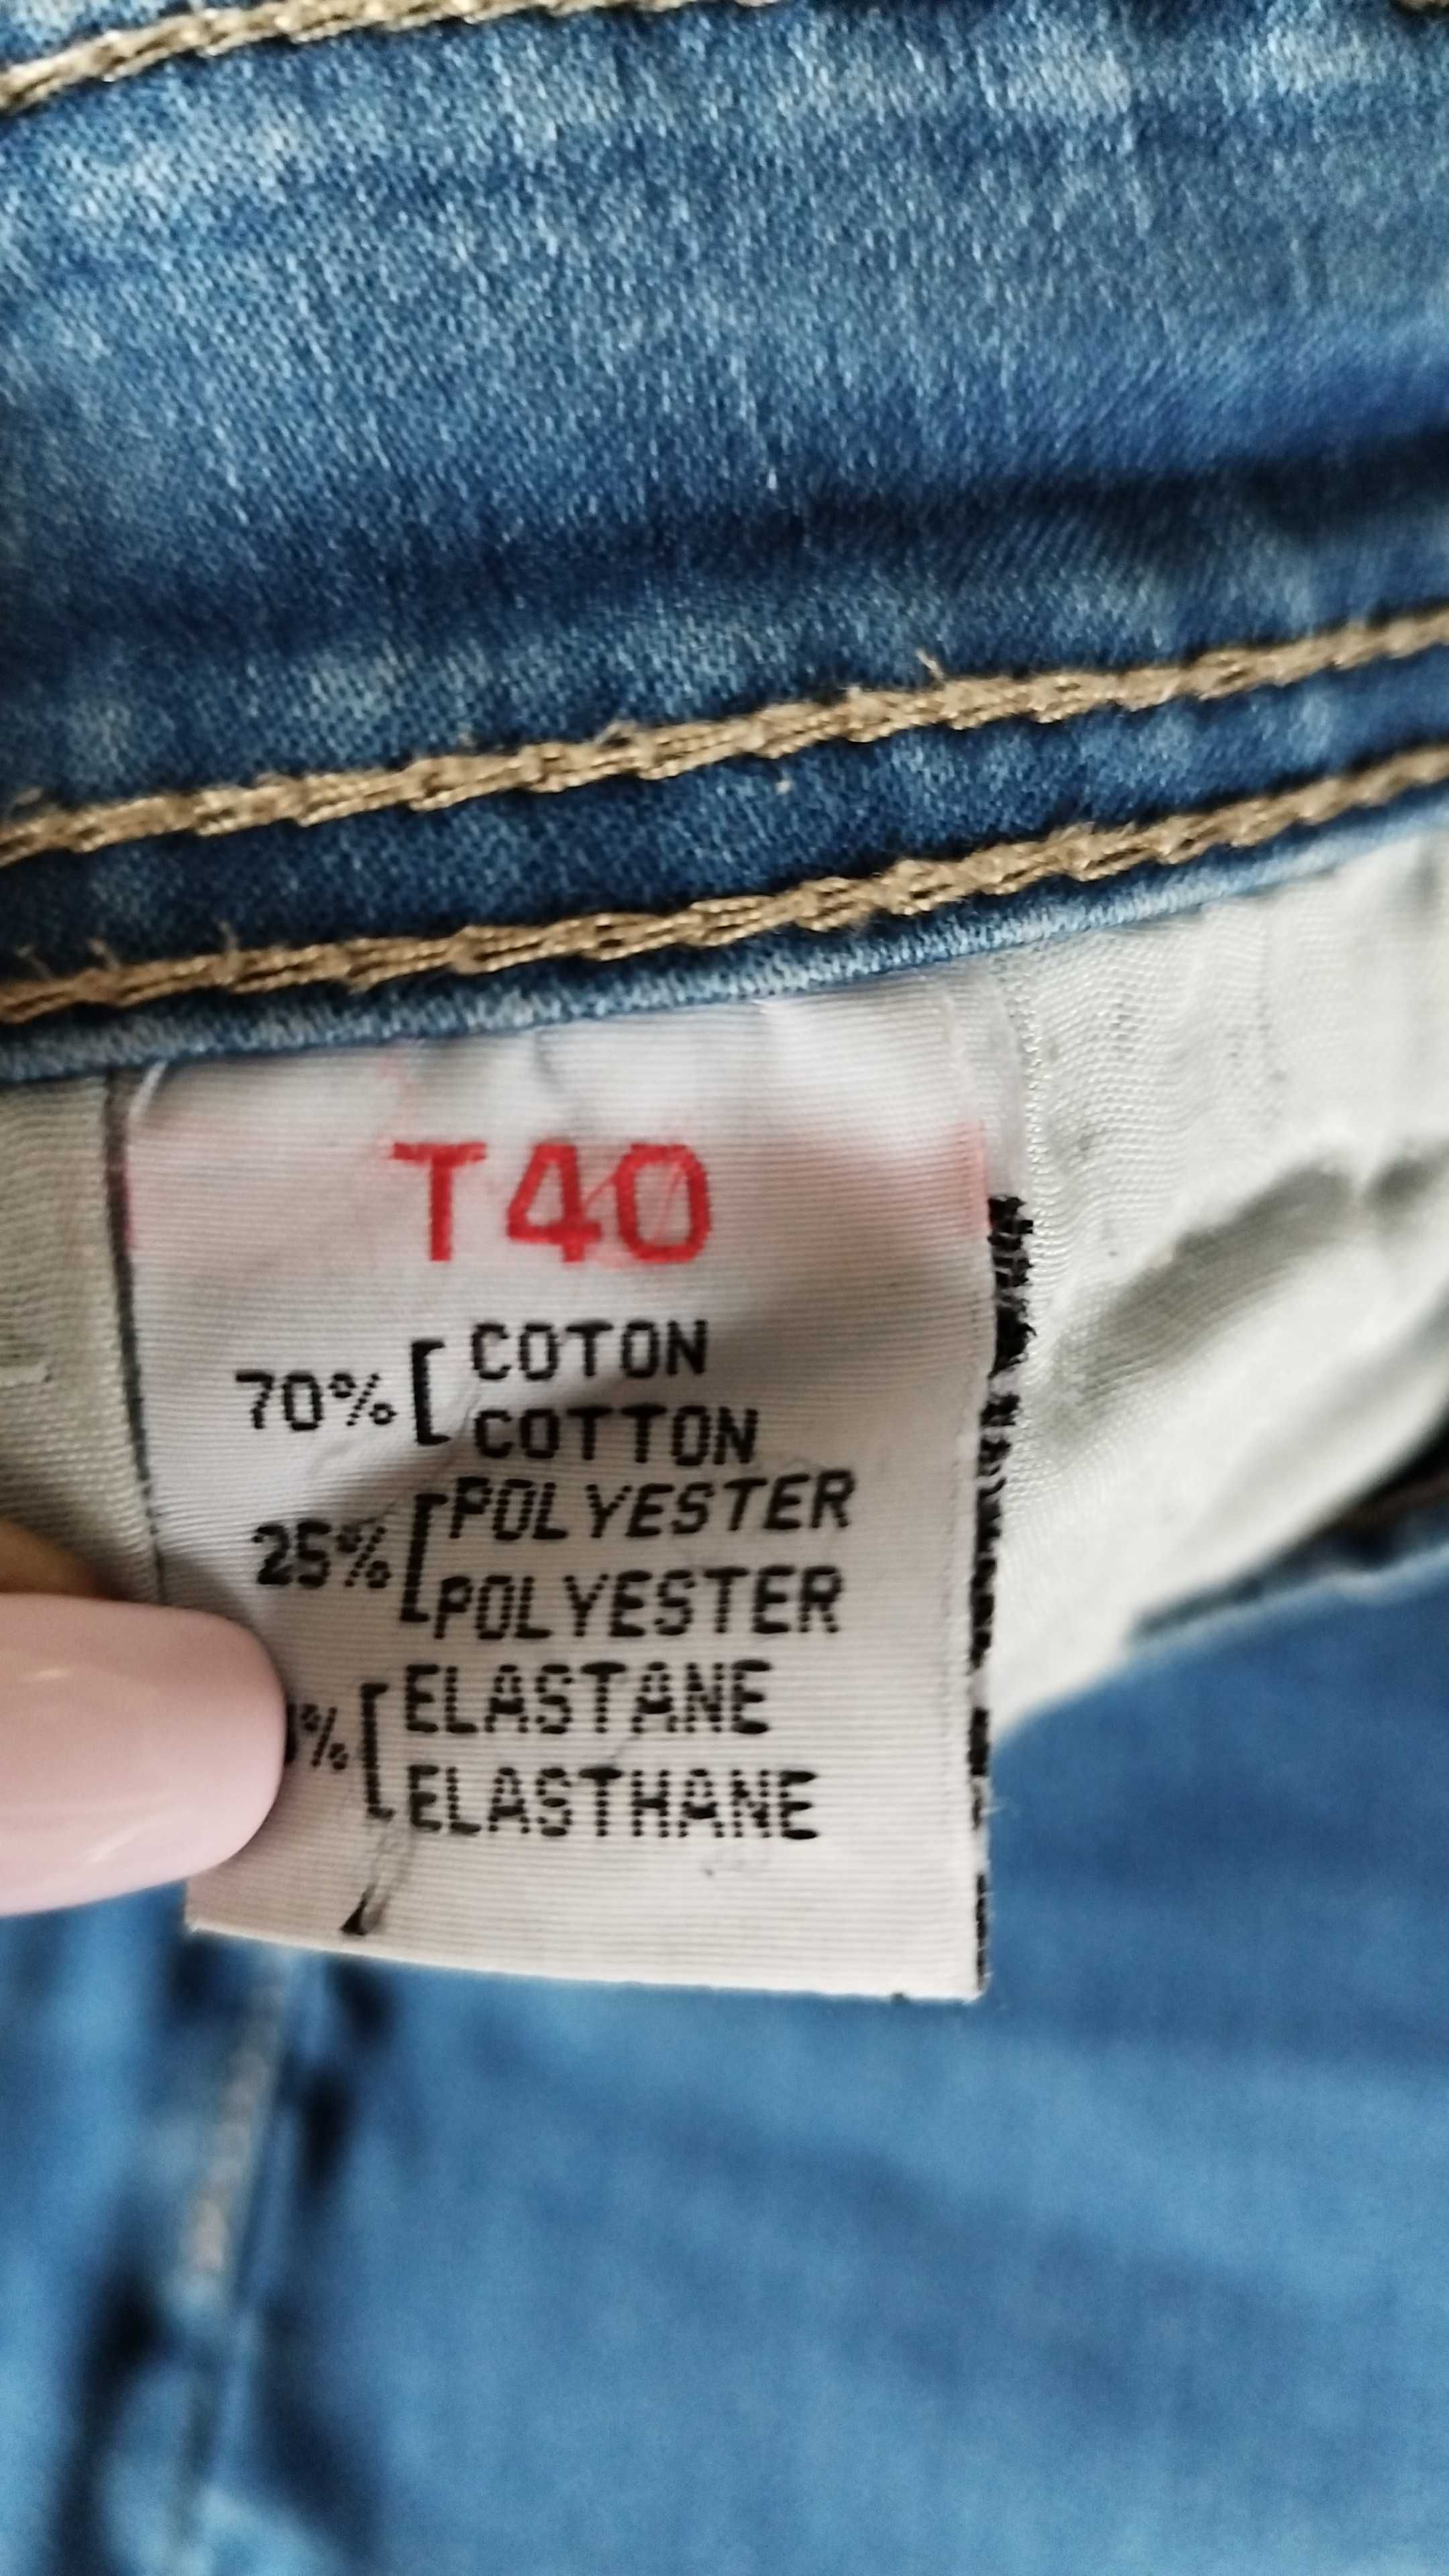 T40
70% [ COTON
COTTON
25% [ POLYESTER
POLYESTER
% [ ELASTANE
ELASTHANE